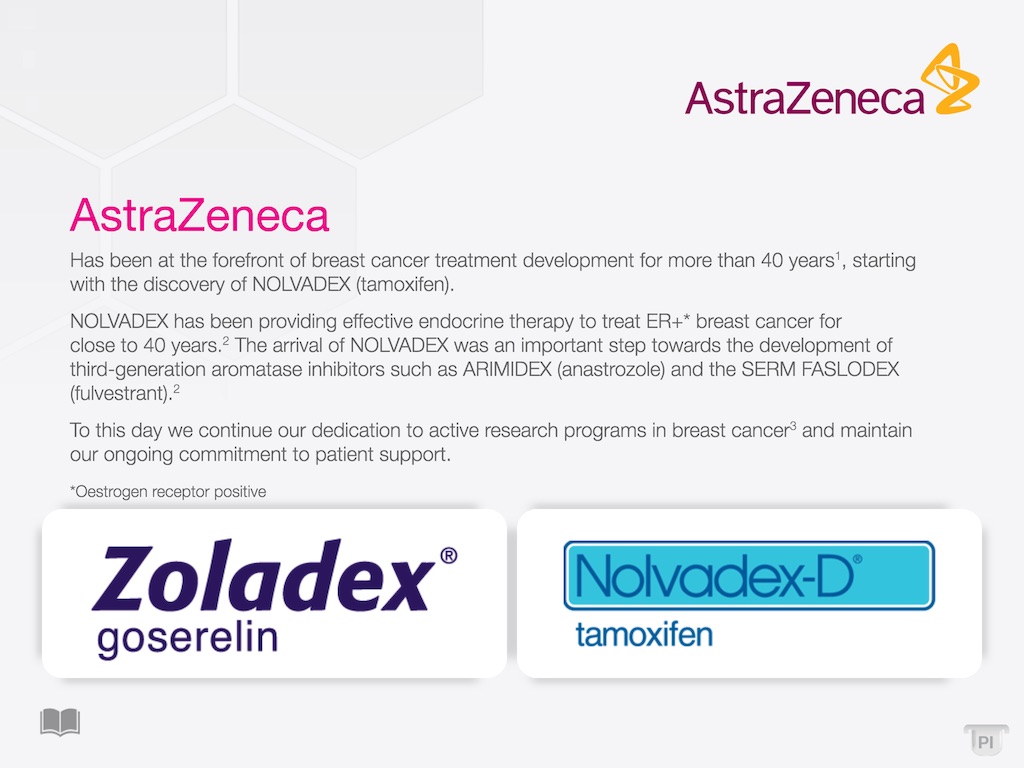 AstraZeneca
AstraZeneca
Has been at the forefront of breast cancer treatment development for more than 40 years¹, starting
with the discovery of NOLVADEX (tamoxifen).
NOLVADEX has been providing effective endocrine therapy to treat ER+* breast cancer for
close to 40 years.² The arrival of NOLVADEX was an important step towards the development of
third-generation aromatase inhibitors such as ARIMIDEX (anastrozole) and the SERM FASLODEX
(fulvestrant).²
To this day we continue our dedication to active research programs in breast cancer³ and maintain
our ongoing commitment to patient support.
*Oestrogen receptor positive
Zoladex®
goserelin
Nolvadex-D®
tamoxifen
PI